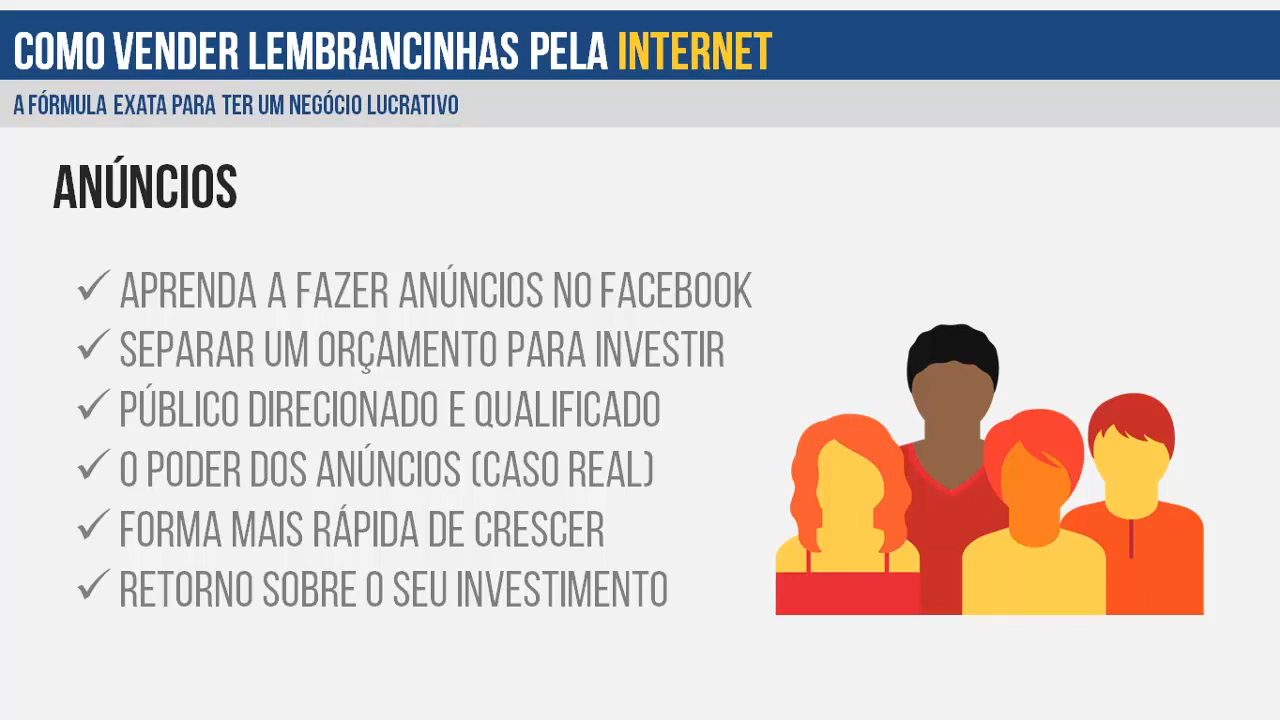 COMO VENDER LEMBRANCINHAS PELA INTERNET
A FÓRMULA EXATA PARA TER UM NEGÓCIO LUCRATIVO
ANÚNCIOS
✓ APRENDA A FAZER ANÚNCIOS NO FACEBOOK
✓ SEPARAR UM ORÇAMENTO PARA INVESTIR
✓ PÚBLICO DIRECIONADO E QUALIFICADO
✓ O PODER DOS ANÚNCIOS (CASO REAL)
✓ FORMA MAIS RÁPIDA DE CRESCER
✓ RETORNO SOBRE O SEU INVESTIMENTO